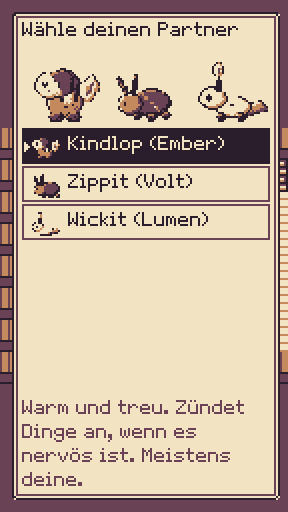 Wähle deinen Partner
Kindlop (Ember)
Zippit (Volt)
Wickit (Lumen)
Warm und treu. Zündet
Dinge an, wenn es
nervös ist. Meistens
deine.